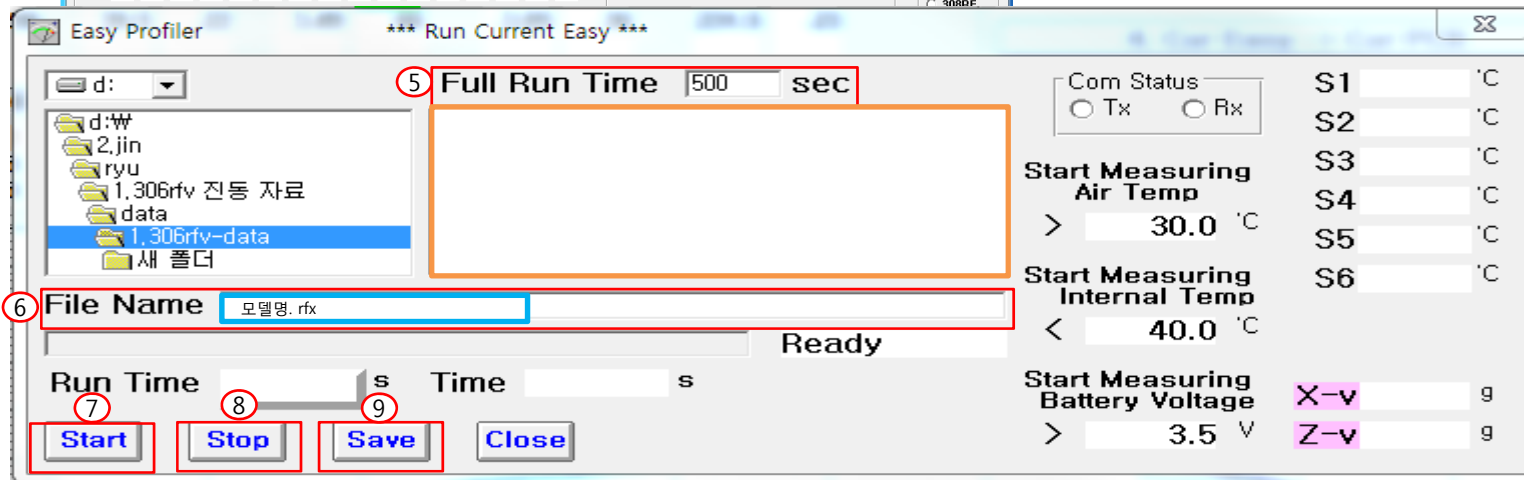 C 308RF
Easy Profiler *** Run Current Easy ***
d:
5 Full Run Time 500 sec
d:₩
2,jin
ryu
1,306rfv 진동 자료
data
1,306rfv-data
새 폴더
6 File Name 모델명. rfx
Ready
Run Time s Time s
7 8 9
Start Stop Save Close
Com Status
Tx Rx
Start Measuring
Air Temp
> 30.0 ℃
Start Measuring
Internal Temp
< 40.0 ℃
Start Measuring
Battery Voltage
> 3.5 V
S1 ℃
S2 ℃
S3 ℃
S4 ℃
S5 ℃
S6 ℃
X-v g
Z-v g